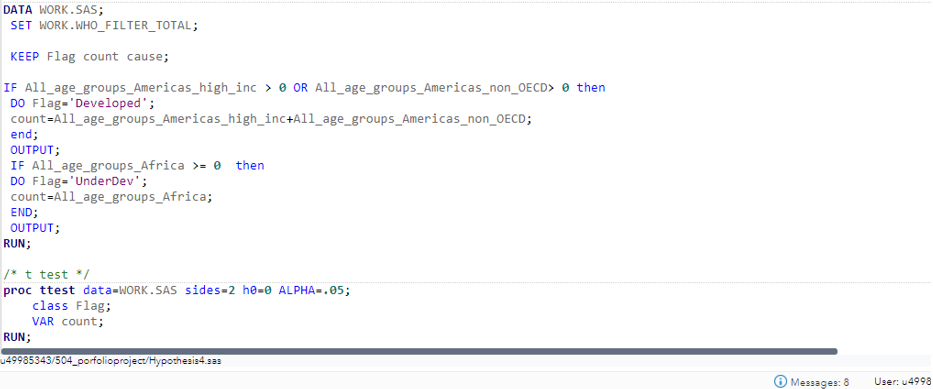 DATA WORK.SAS;
SET WORK.WHO_FILTER_TOTAL;
KEEP Flag count cause;
IF All_age_groups_Americas_high_inc > 0 OR All_age_groups_Americas_non_OECD> 0 then
DO Flag='Developed';
count=All_age_groups_Americas_high_inc+All_age_groups_Americas_non_OECD;
end;
OUTPUT;
IF All_age_groups_Africa >= 0  then
DO Flag='UnderDev';
count=All_age_groups_Africa;
END;
OUTPUT;
RUN;
/* t test */
proc ttest data=WORK.SAS sides=2 h0=0 ALPHA=.05;
class Flag;
VAR count;
RUN;
u49985343/504_porfolioproject/Hypothesis4.sas
Messages: 8 User: u4998